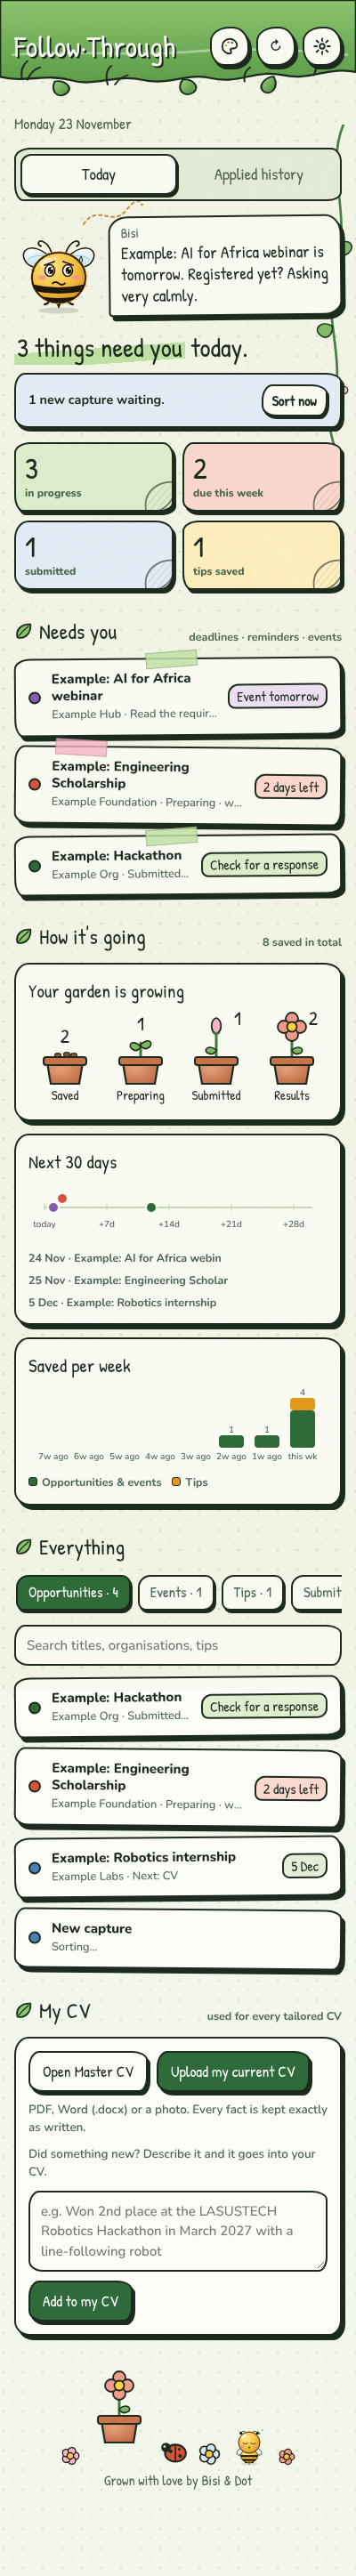 Follow·Through
Monday 23 November
Today
Applied history
Bisi
Example: AI for Africa webinar is
tomorrow. Registered yet? Asking
very calmly.
3 things need you today.
1 new capture waiting.
Sort now
3
in progress
2
due this week
1
submitted
1
tips saved
Needs you
deadlines · reminders · events
Example: AI for Africa
webinar
Example Hub · Read the requir...
Event tomorrow
Example: Engineering
Scholarship
Example Foundation · Preparing · w...
2 days left
Example: Hackathon
Example Org · Submitted...
Check for a response
How it's going
8 saved in total
Your garden is growing
2
1
1
2
Saved
Preparing
Submitted
Results
Next 30 days
today
+7d
+14d
+21d
+28d
24 Nov · Example: AI for Africa webin
25 Nov · Example: Engineering Scholar
5 Dec · Example: Robotics internship
Saved per week
1
1
4
7w ago
6w ago
5w ago
4w ago
3w ago
2w ago
1w ago
this wk
Opportunities & events
Tips
Everything
Opportunities · 4
Events · 1
Tips · 1
Submit
Search titles, organisations, tips
Example: Hackathon
Example Org · Submitted...
Check for a response
Example: Engineering
Scholarship
Example Foundation · Preparing · w...
2 days left
Example: Robotics internship
Example Labs · Next: CV
5 Dec
New capture
Sorting...
My CV
used for every tailored CV
Open Master CV
Upload my current CV
PDF, Word (.docx) or a photo. Every fact is kept exactly
as written.
Did something new? Describe it and it goes into your
CV.
e.g. Won 2nd place at the LASUSTECH
Robotics Hackathon in March 2027 with a
line-following robot
Add to my CV
Grown with love by Bisi & Dot